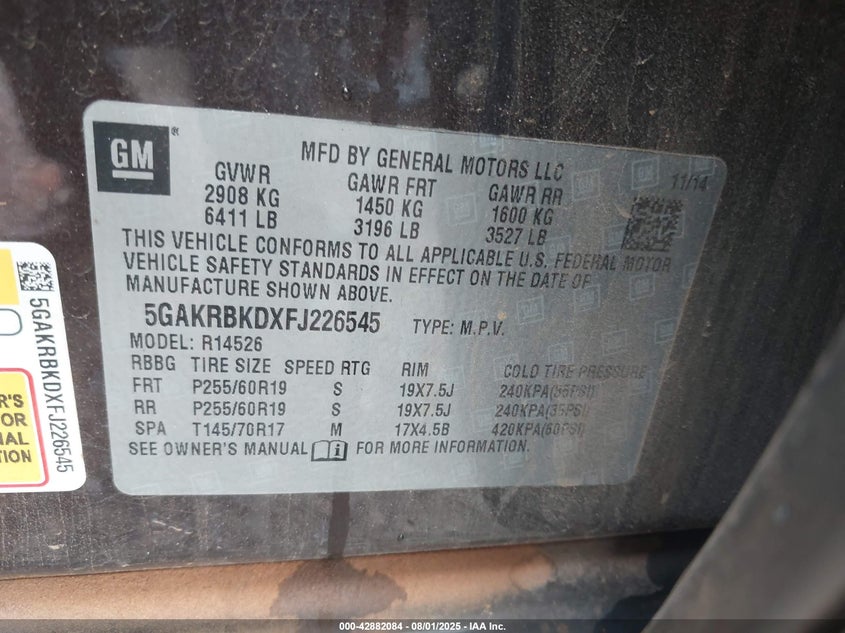 GM ®
MFD BY GENERAL MOTORS LLC
11/14
GVWR GAWR FRT GAWR RR
2908 KG 1450 KG 1600 KG
6411 LB 3196 LB 3527 LB
THIS VEHICLE CONFORMS TO ALL APPLICABLE U.S. FEDERAL MOTOR
VEHICLE SAFETY STANDARDS IN EFFECT ON THE DATE OF
MANUFACTURE SHOWN ABOVE.
5GAKRBKDXFJ226545 TYPE: M.P.V.
MODEL: R14526
RBBG TIRE SIZE SPEED RTG RIM COLD TIRE PRESSURE
FRT P255/60R19 S 19X7.5J 240KPA(35PSI)
RR P255/60R19 S 19X7.5J 240KPA(35PSI)
SPA T145/70R17 M 17X4.5B 420KPA(60PSI)
SEE OWNER'S MANUAL i FOR MORE INFORMATION.
5GAKRBKDXFJ226545
000-42882084 - 08/01/2025 - IAA Inc.